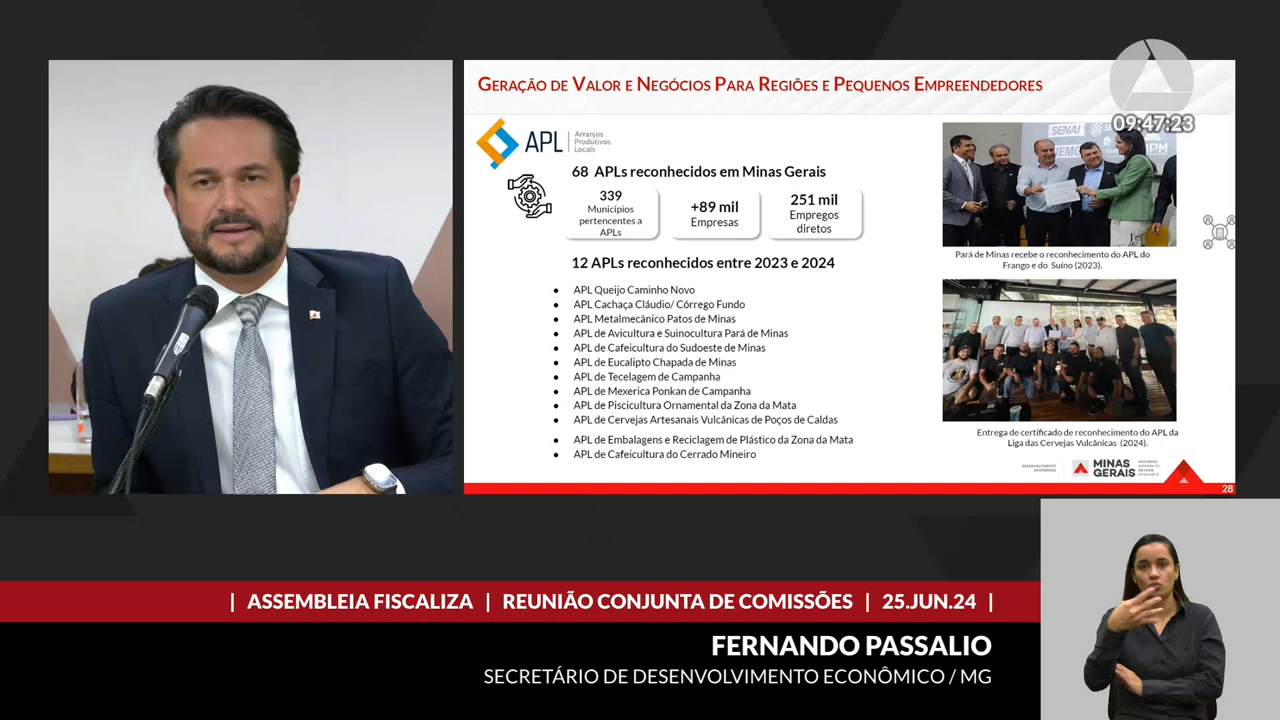 GERAÇÃO DE VALOR E NEGÓCIOS PARA REGIÕES E PEQUENOS EMPREENDEDORES
09:47:23
APL
Arranjos
Produtivos
Locais
68 APLs reconhecidos em Minas Gerais
339
Municípios
pertencentes a
APLs
+89 mil
Empresas
251 mil
Empregos
diretos
12 APLs reconhecidos entre 2023 e 2024
● APL Queijo Caminho Novo
● APL Cachaça Cláudio/ Córrego Fundo
● APL Metalmecânico Patos de Minas
● APL de Avicultura e Suinocultura Pará de Minas
● APL de Cafeicultura do Sudoeste de Minas
● APL de Eucalipto Chapada de Minas
● APL de Tecelagem de Campanha
● APL de Mexerica Ponkan de Campanha
● APL de Piscicultura Ornamental da Zona da Mata
● APL de Cervejas Artesanais Vulcânicas de Poços de Caldas
● APL de Embalagens e Reciclagem de Plástico da Zona da Mata
● APL de Cafeicultura do Cerrado Mineiro
SENAI
Pará de Minas recebe o reconhecimento do APL do
Frango e do Suíno (2023).
Entrega de certificado de reconhecimento do APL da
Liga das Cervejas Vulcânicas (2024).
DESENVOLVIMENTO
ECONÔMICO
MINAS
GERAIS
28
| ASSEMBLEIA FISCALIZA | REUNIÃO CONJUNTA DE COMISSÕES | 25.JUN.24 |
FERNANDO PASSALIO
SECRETÁRIO DE DESENVOLVIMENTO ECONÔMICO / MG